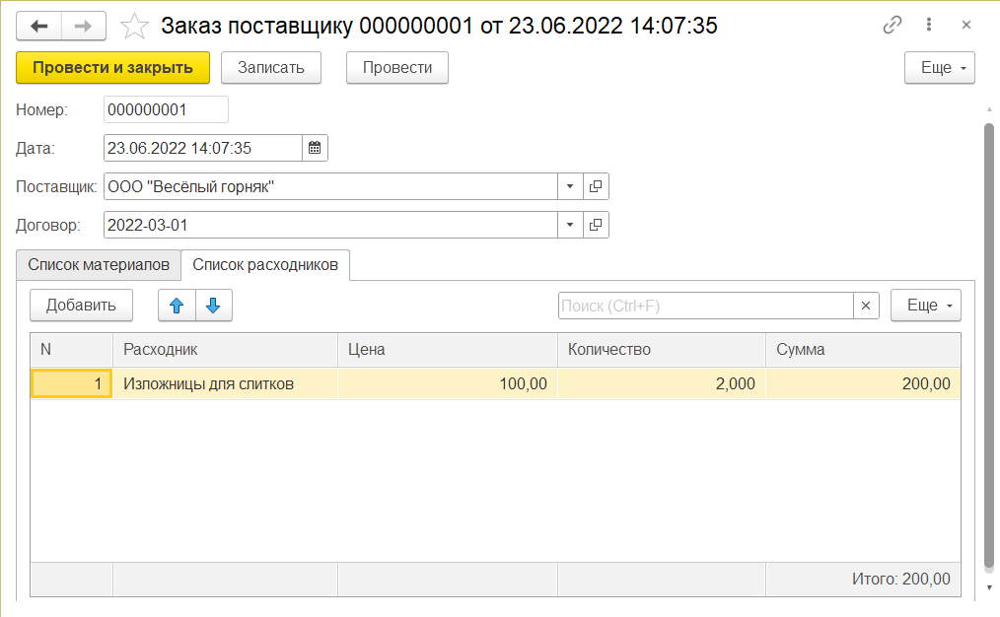 Заказ поставщику 000000001 от 23.06.2022 14:07:35
Провести и закрыть Записать Провести Еще
Номер: 000000001
Дата: 23.06.2022 14:07:35
Поставщик: ООО "Весёлый горняк"
Договор: 2022-03-01
Список материалов Список расходников
Добавить Поиск (Ctrl+F) Еще
N Расходник Цена Количество Сумма
1 Изложницы для слитков 100,00 2,000 200,00
Итого: 200,00